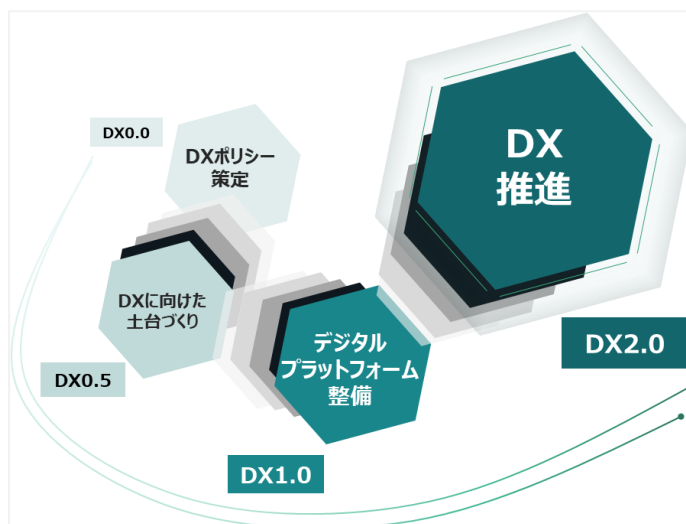 DX0.0
DXポリシー
策定
DXに向けた
土台づくり
DX0.5
デジタル
プラットフォーム
整備
DX1.0
DX
推進
DX2.0